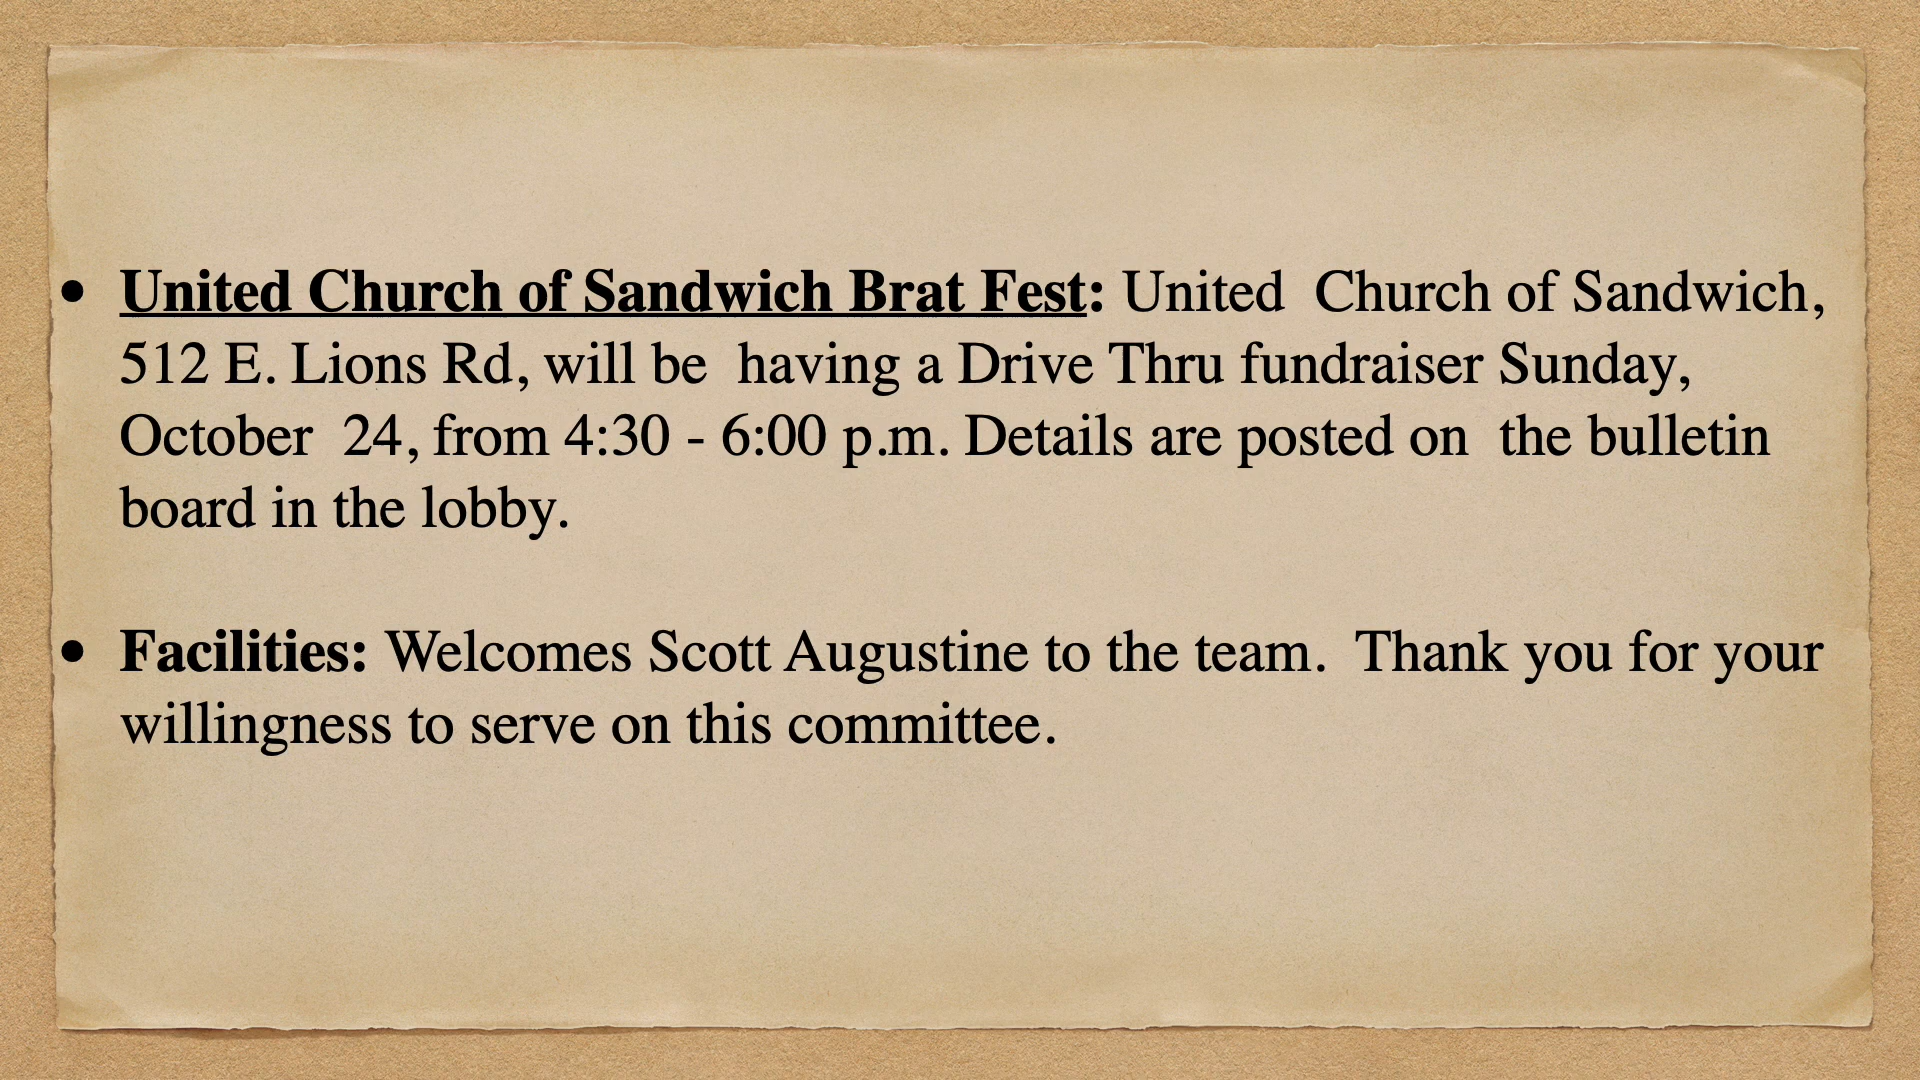 • United Church of Sandwich Brat Fest: United  Church of Sandwich,
512 E. Lions Rd, will be  having a Drive Thru fundraiser Sunday,
October  24, from 4:30 - 6:00 p.m. Details are posted on  the bulletin
board in the lobby.
• Facilities: Welcomes Scott Augustine to the team.  Thank you for your
willingness to serve on this committee.